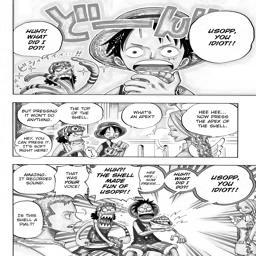 USOPP,
YOU
IDIOT!!
HUH?!
WHAT
DID I
DO?!
HEE HEE...
NOW PRESS
THE APEX OF
THE SHELL.
WHAT'S
AN APEX?
THE TOP
OF THE
SHELL.
BUT PRESSING
IT WON'T DO
ANYTHING.
HEY, YOU
CAN PRESS
IT. IT'S SOFT
RIGHT HERE!
USOPP,
YOU
IDIOT!!
HUH?!
WHAT
DID I
DO?!
HEE
HEE...
NOW
PRESS...
HUH?!
THE SHELL
MADE
FUN OF
USOPP!!
THAT
WAS
YOUR
VOICE!
AMAZING.
IT RECORDED
SOUND.
IS THIS
SHELL A
DIAL?!